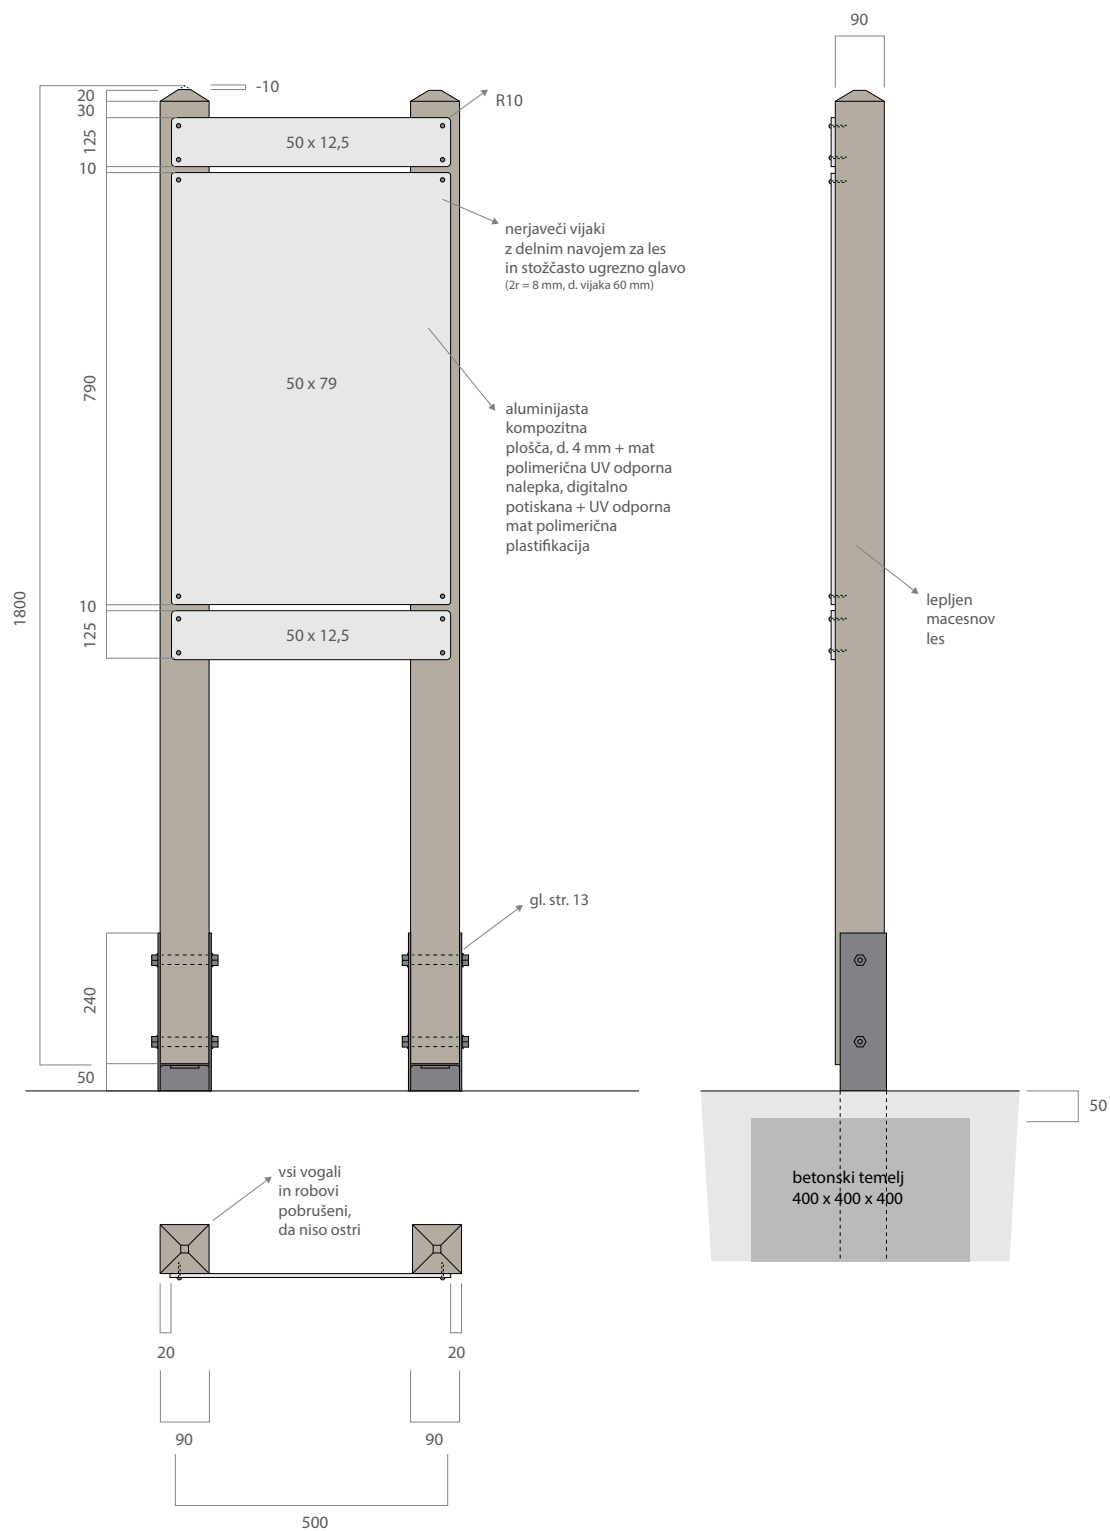 90
-10
20
30
125
10
R10
50 x 12,5
nerjaveči vijaki
z delnim navojem za les
in stožčasto ugrezno glavo
(2r = 8 mm, d. vijaka 60 mm)
790
50 x 79
aluminijasta
kompozitna
plošča, d. 4 mm + mat
polimerična UV odporna
nalepka, digitalno
potiskana + UV odporna
mat polimerična
plastifikacija
1800
10
125
50 x 12,5
lepljen
macesnov
les
gl. str. 13
240
50
50
betonski temelj
400 x 400 x 400
vsi vogali
in robovi
pobrušeni,
da niso ostri
20
20
90
90
500